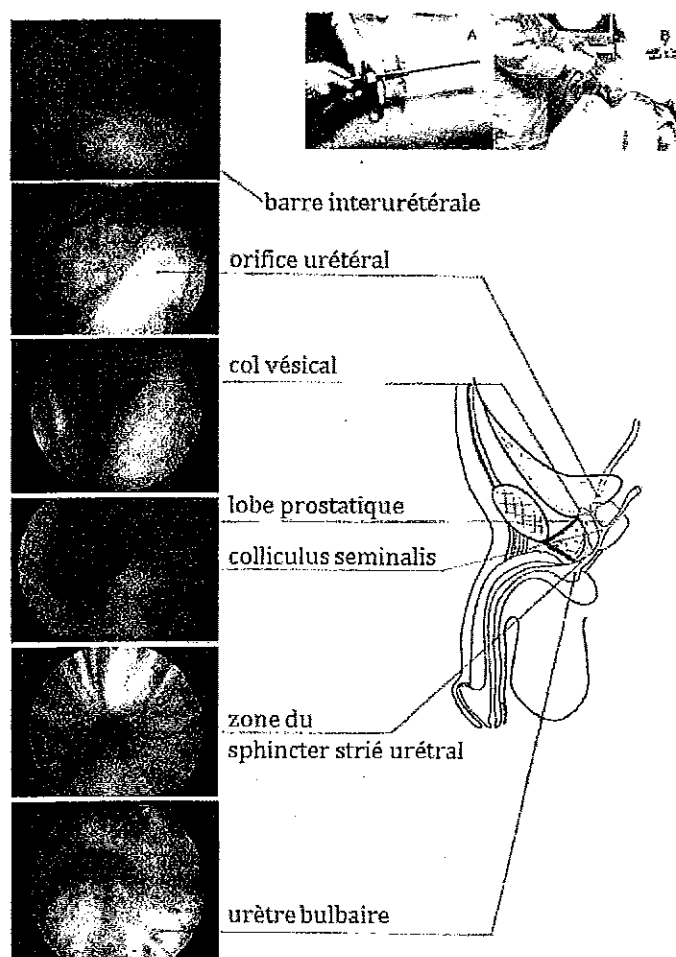 A
B
barre interurétérale
orifice urétéral
col vésical
lobe prostatique
colliculus seminalis
zone du
sphincter strié urétral
urètre bulbaire